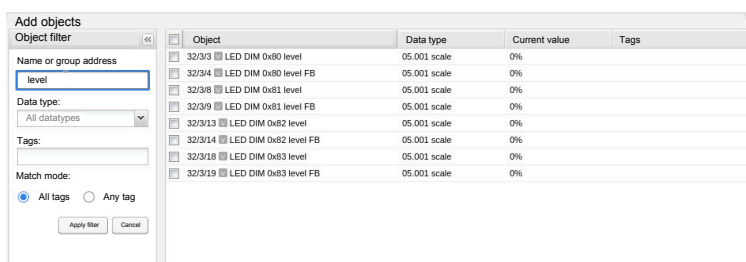 Add objects
Object filter
Name or group address
level
Data type:
All datatypes
Tags:
Match mode:
All tags Any tag
Apply filter Cancel
Object Data type Current value Tags
32/3/3 V LED DIM 0x80 level 05.001 scale 0%
32/3/4 V LED DIM 0x80 level FB 05.001 scale 0%
32/3/8 V LED DIM 0x81 level 05.001 scale 0%
32/3/9 V LED DIM 0x81 level FB 05.001 scale 0%
32/3/13 V LED DIM 0x82 level 05.001 scale 0%
32/3/14 V LED DIM 0x82 level FB 05.001 scale 0%
32/3/18 V LED DIM 0x83 level 05.001 scale 0%
32/3/19 V LED DIM 0x83 level FB 05.001 scale 0%